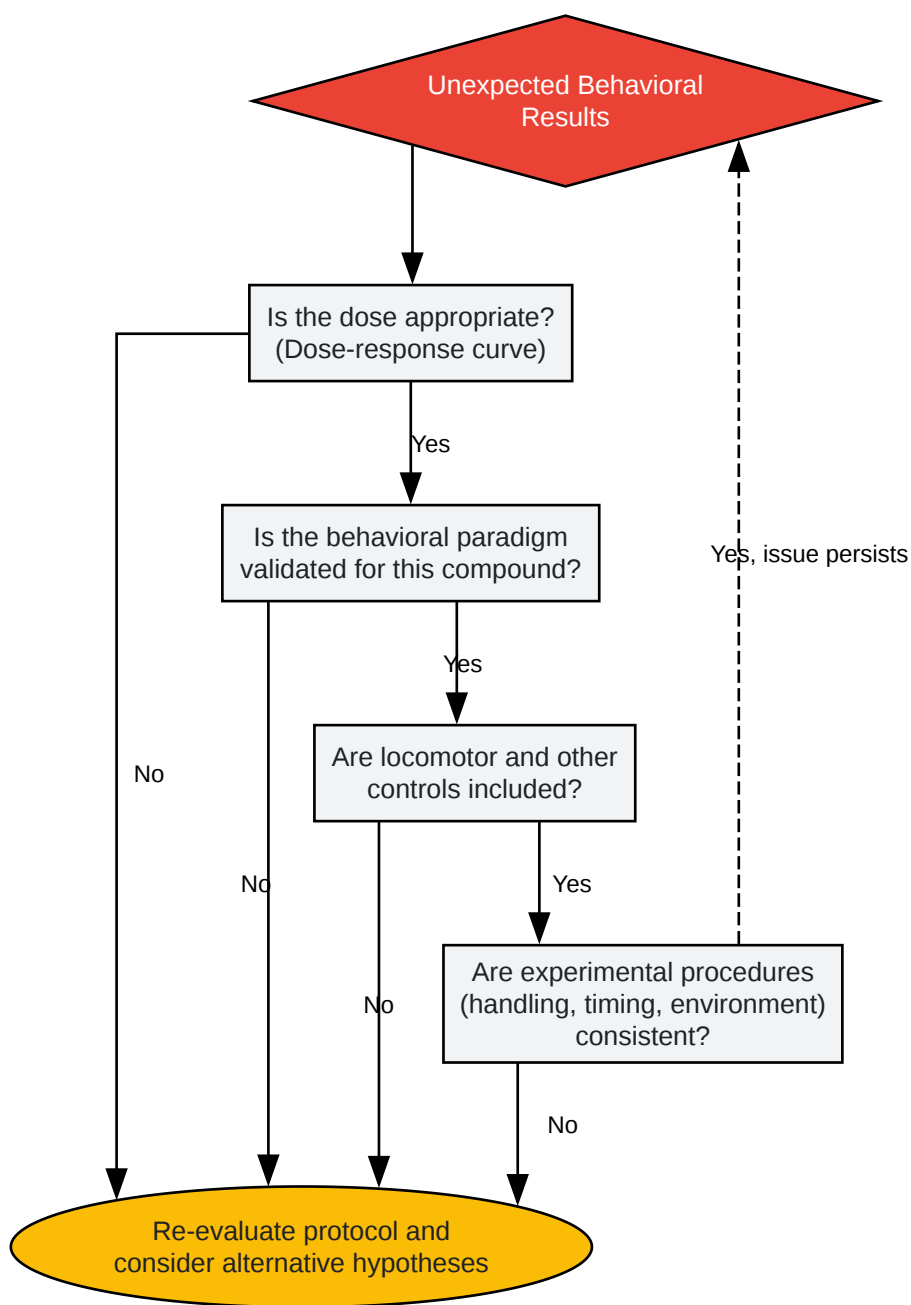 Unexpected Behavioral
Results
Is the dose appropriate?
(Dose-response curve)
Yes
Is the behavioral paradigm
validated for this compound?
Yes, issue persists
Yes
Are locomotor and other
controls included?
No
No
Yes
Are experimental procedures
(handling, timing, environment)
consistent?
No
No
Re-evaluate protocol and
consider alternative hypotheses